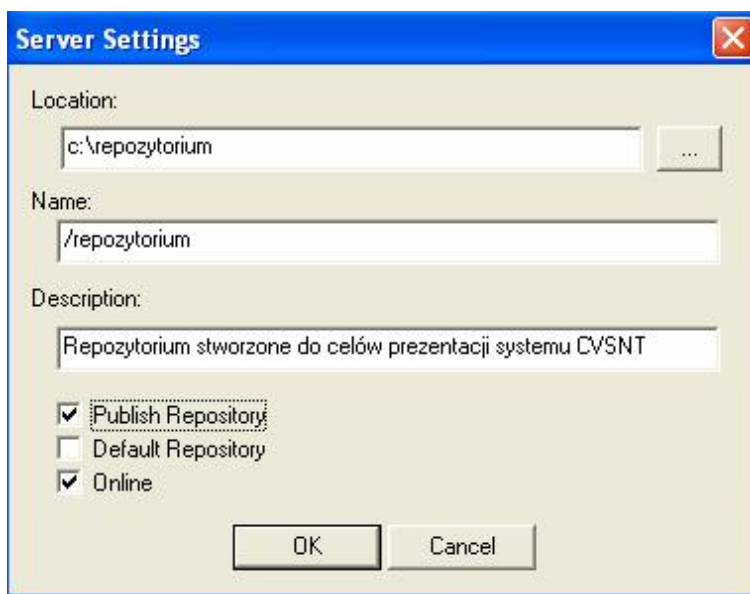 Server Settings
Location:
c:\repozytorium
...
Name:
/repozytorium
Description:
Repozytorium stworzone do celów prezentacji systemu CVSNT
Publish Repository
Default Repository
Online
OK Cancel